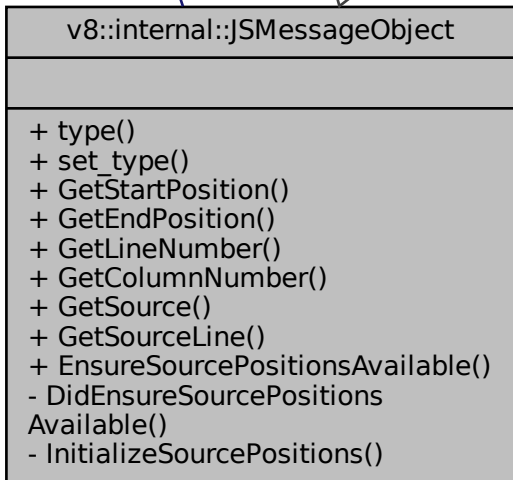 v8::internal::JSMessageObject
+ type()
+ set_type()
+ GetStartPosition()
+ GetEndPosition()
+ GetLineNumber()
+ GetColumnNumber()
+ GetSource()
+ GetSourceLine()
+ EnsureSourcePositionsAvailable()
- DidEnsureSourcePositions
Available()
- InitializeSourcePositions()